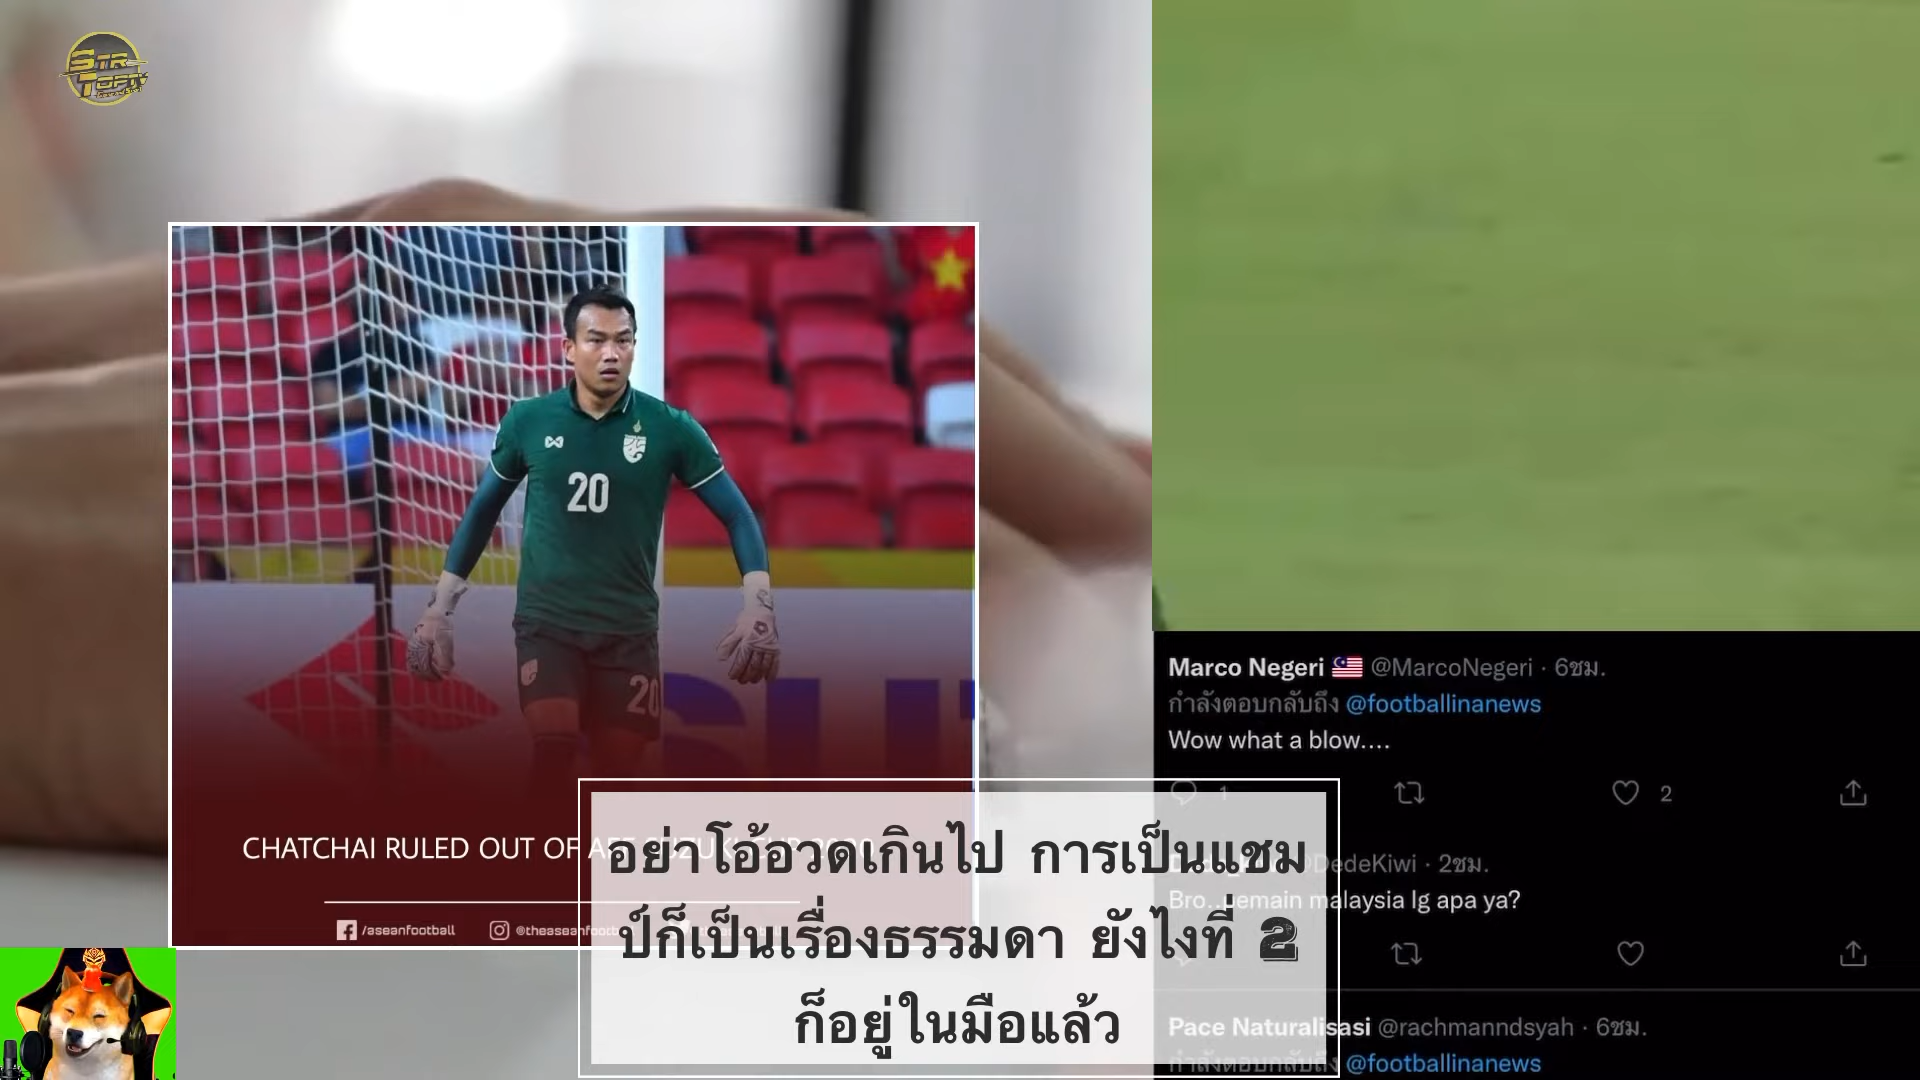 STR
TOPTV
20
20
CHATCHAI RULED OUT OF AFF SUZUKI CUP 2020
/aseanfootball
Marco Negeri @MarcoNegeri · 6ชม.
กำลังตอบกลับถึง @footballinanews
Wow what a blow....
1
2
@DedeKiwi · 2ชม.
Bro..pemain malaysia lg apa ya?
อย่าโอ้อวดเกินไป การเป็นแชม
ป์ก็เป็นเรื่องธรรมดา ยังไงที่ 2
ก็อยู่ในมือแล้ว
Pace Naturalisasi @rachmanndsyah · 6ชม.
กำลังตอบกลับถึง @footballinanews